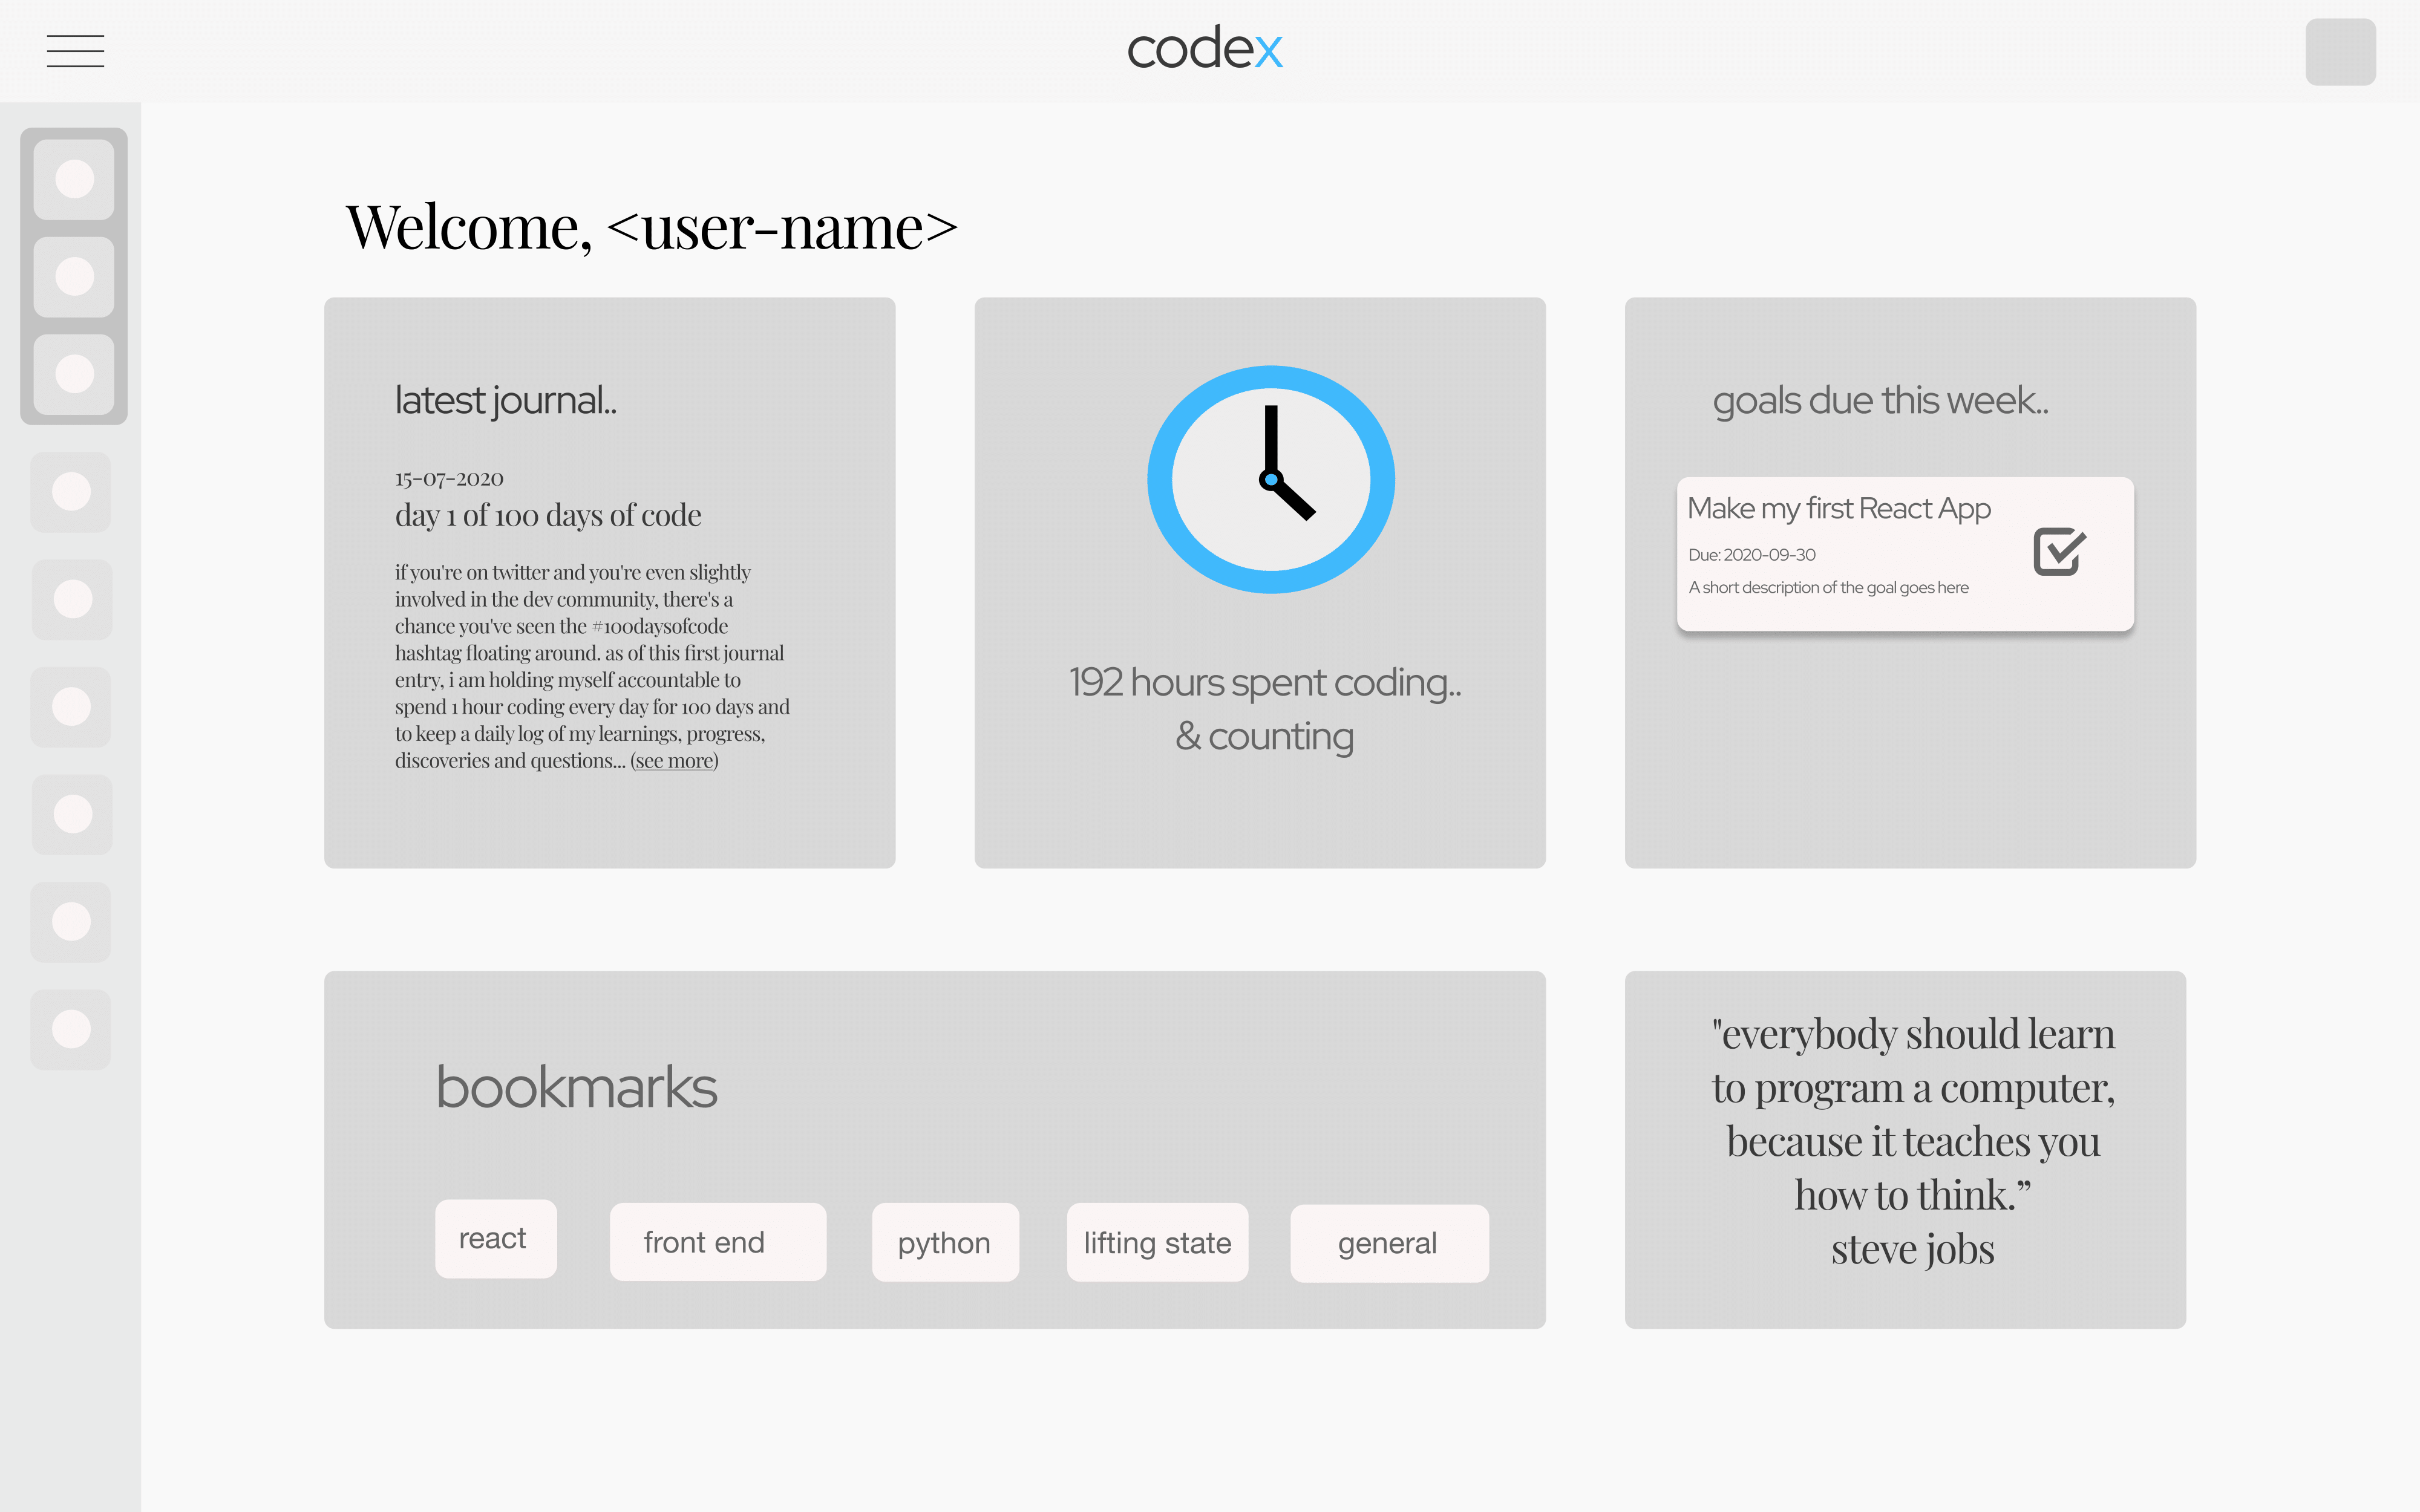 codex
Welcome, <user-name>
latest journal..
15-07-2020
day 1 of 100 days of code
if you're on twitter and you're even slightly
involved in the dev community, there's a
chance you've seen the #100daysofcode
hashtag floating around. as of this first journal
entry, i am holding myself accountable to
spend 1 hour coding every day for 100 days and
to keep a daily log of my learnings, progress,
discoveries and questions... (see more)
192 hours spent coding..
& counting
goals due this week..
Make my first React App
Due: 2020-09-30
A short description of the goal goes here
bookmarks
react
front end
python
lifting state
general
"everybody should learn
to program a computer,
because it teaches you
how to think.”
steve jobs